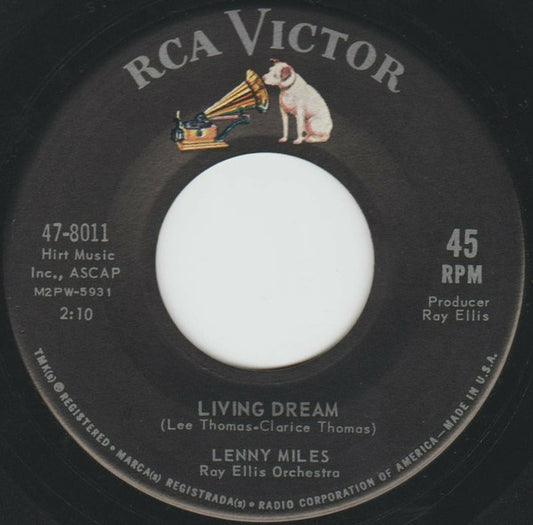 RCA VICTOR
47-8011
Hirt Music
Inc., ASCAP
M2PW-5931
2:10
45
RPM
Producer
Ray Ellis
LIVING DREAM
(Lee Thomas-Clarice Thomas)
LENNY MILES
Ray Ellis Orchestra
TMK(s) ® REGISTERED • MARCA(s) REGISTRADA(s) • RADIO CORPORATION OF AMERICA—MADE IN U.S.A.